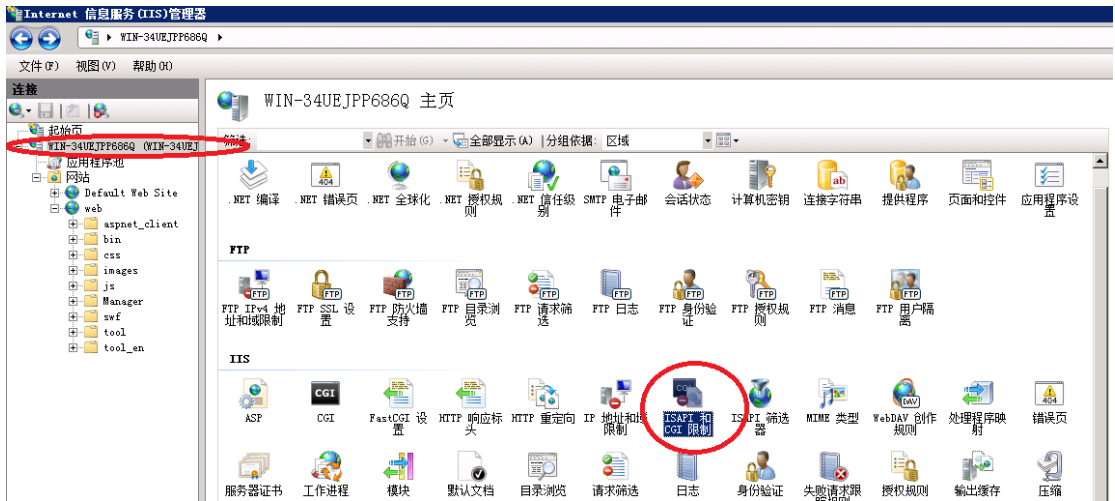 Internet 信息服务(IIS)管理器
WIN-34UEJPP686Q
文件(F) 视图(V) 帮助(H)
连接
起始页
WIN-34UEJPP686Q (WIN-34UEJ
应用程序池
网站
Default Web Site
web
aspnet_client
bin
css
images
js
Manager
swf
tool
tool_en
WIN-34UEJPP686Q 主页
筛选: 开始(G) 全部显示(A) | 分组依据: 区域
.NET 编译 .NET 错误页 .NET 全球化 .NET 授权规则 .NET 信任级别 SMTP 电子邮件 会话状态 计算机密钥 连接字符串 提供程序 页面和控件 应用程序设置
FTP
FTP IPv4 地址和域限制 FTP SSL 设置 FTP 防火墙支持 FTP 目录浏览 FTP 请求筛选 FTP 日志 FTP 身份验证 FTP 授权规则 FTP 消息 FTP 用户隔离
IIS
ASP CGI FastCGI 设置 HTTP 响应标头 HTTP 重定向 IP 地址和域限制 ISAPI 和 CGI 限制 ISAPI 筛选器 MIME 类型 WebDAV 创作规则 处理程序映射 错误页
服务器证书 工作进程 模块 默认文档 目录浏览 请求筛选 日志 身份验证 失败请求跟踪规则 授权规则 输出缓存 压缩